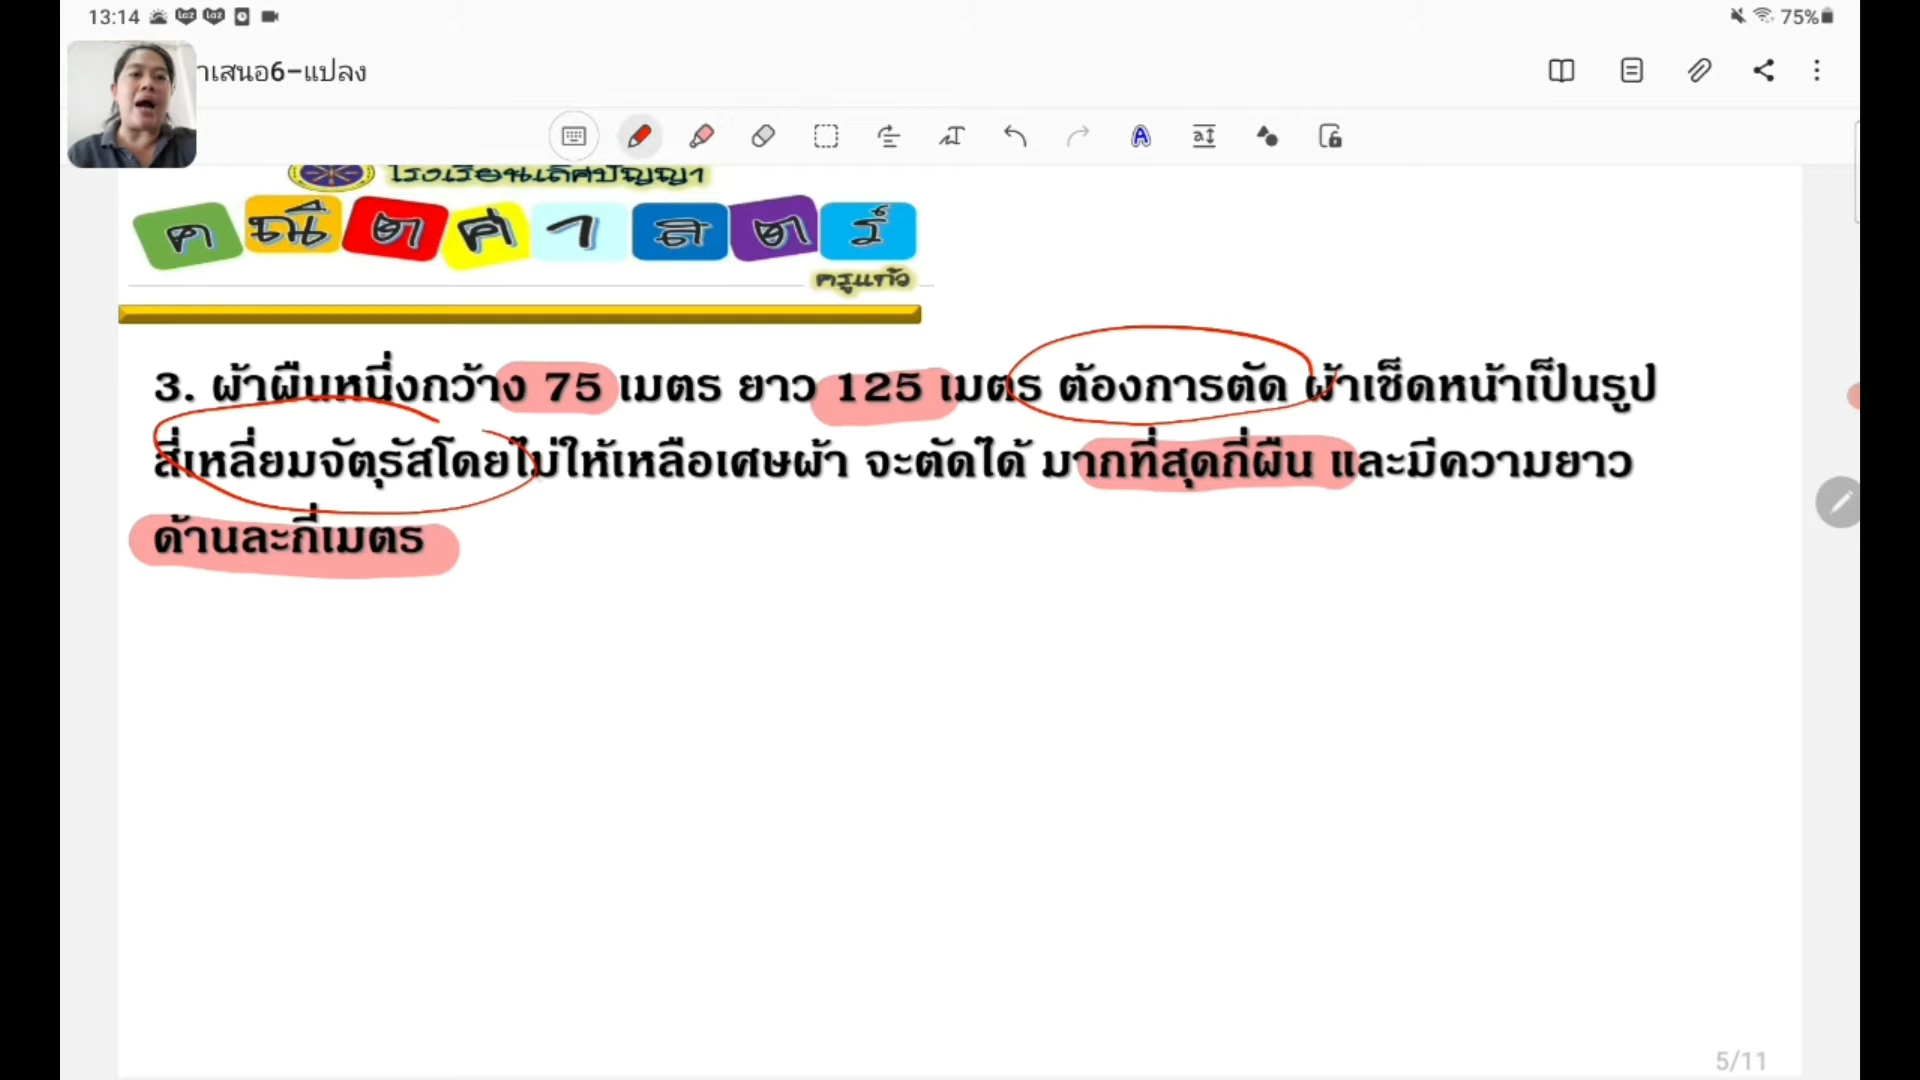 13:14
75%
าเสนอ6-แปลง
โรงเรียนเลิศปัญญา
คณิตศาสตร์
ครูแก้ว
3. ผ้าผืนหนึ่งกว้าง 75 เมตร ยาว 125 เมตร ต้องการตัด ผ้าเช็ดหน้าเป็นรูป
สี่เหลี่ยมจัตุรัสโดยไม่ให้เหลือเศษผ้า จะตัดได้ มากที่สุดกี่ผืน และมีความยาว
ด้านละกี่เมตร
5/11